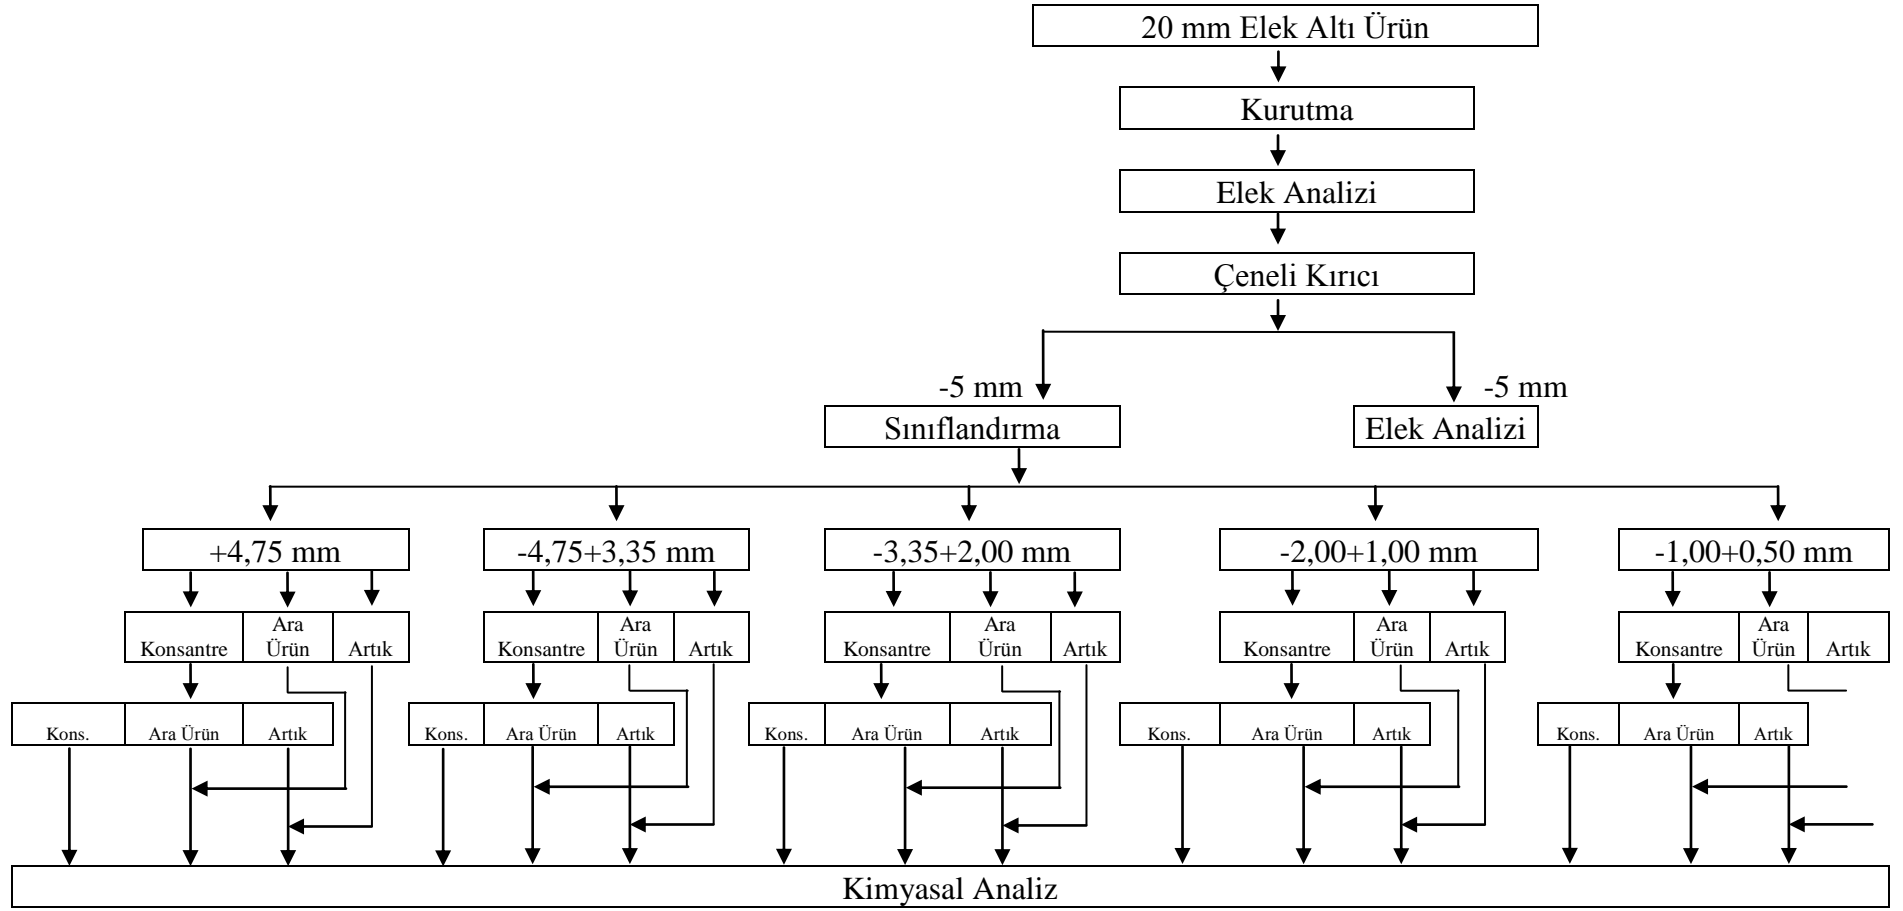 20 mm Elek Altı Ürün
Kurutma
Elek Analizi
Çeneli Kırıcı
-5 mm -5 mm
Sınıflandırma Elek Analizi
+4,75 mm -4,75+3,35 mm -3,35+2,00 mm -2,00+1,00 mm -1,00+0,50 mm
Konsantre Ara Ürün Artık Konsantre Ara Ürün Artık Konsantre Ara Ürün Artık Konsantre Ara Ürün Artık Konsantre Ara Ürün Artık
Kons. Ara Ürün Artık Kons. Ara Ürün Artık Kons. Ara Ürün Artık Kons. Ara Ürün Artık Kons. Ara Ürün Artık
Kimyasal Analiz